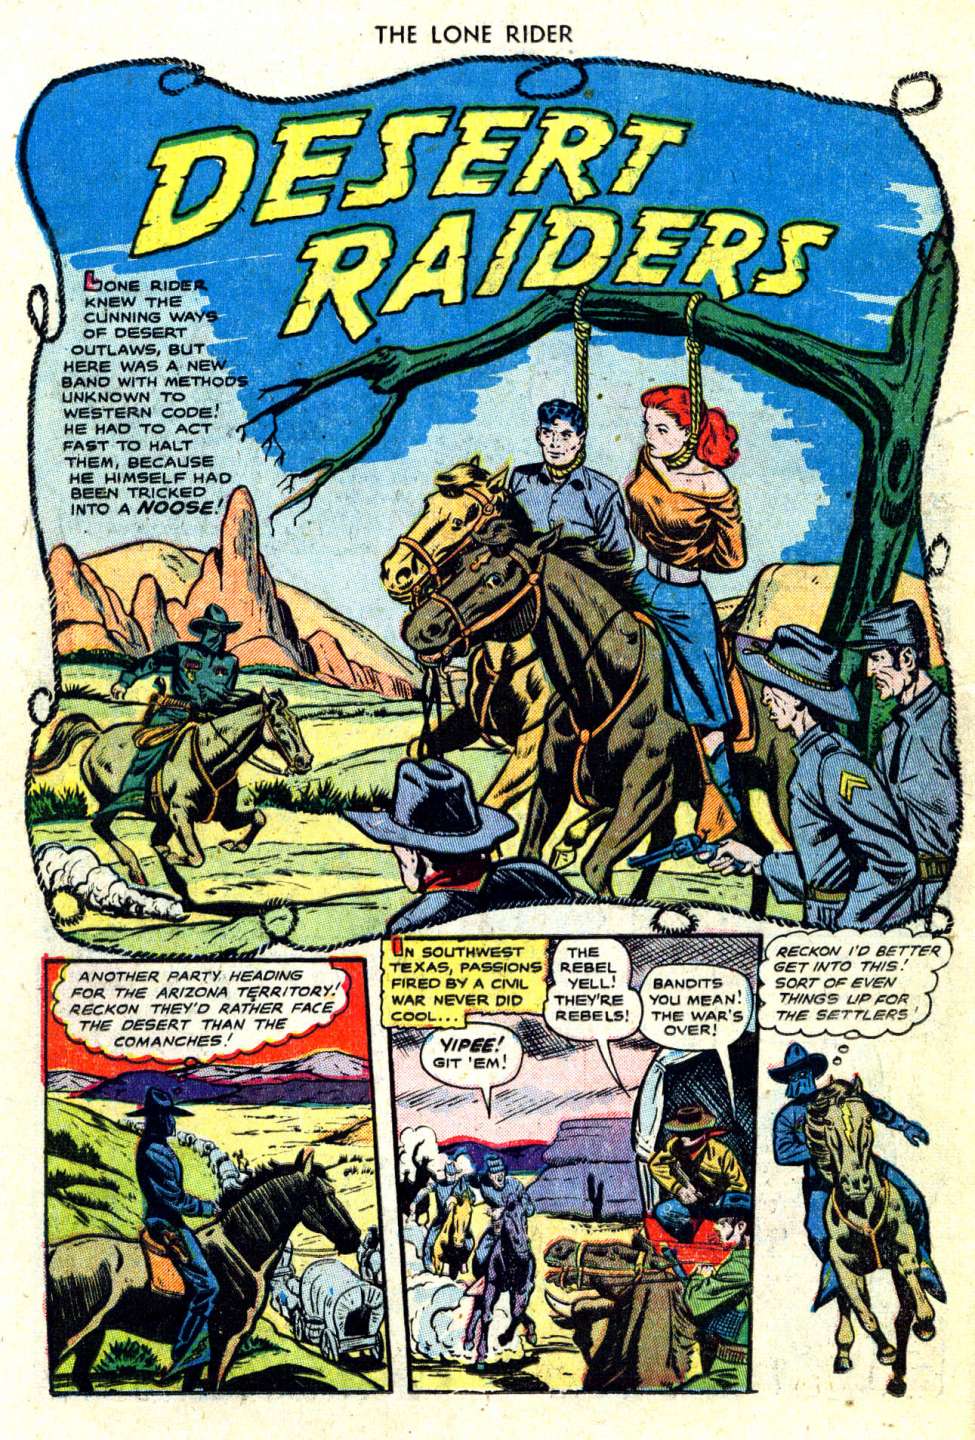 THE LONE RIDER
DESERT
RAIDERS
LONE RIDER
KNEW THE
CUNNING WAYS
OF DESERT
OUTLAWS, BUT
HERE WAS A NEW
BAND WITH METHODS
UNKNOWN TO
WESTERN CODE!
HE HAD TO ACT
FAST TO HALT
THEM, BECAUSE
HE HIMSELF HAD
BEEN TRICKED
INTO A NOOSE!
ANOTHER PARTY HEADING
FOR THE ARIZONA TERRITORY!
RECKON THEY'D RATHER FACE
THE DESERT THAN THE
COMANCHES!
IN SOUTHWEST
TEXAS, PASSIONS
FIRED BY A CIVIL
WAR NEVER DID
COOL...
YIPEE!
GIT 'EM!
THE
REBEL
YELL!
THEY'RE
REBELS!
BANDITS
YOU MEAN!
THE WAR'S
OVER!
RECKON I'D BETTER
GET INTO THIS!
SORT OF EVEN
THINGS UP FOR
THE SETTLERS!